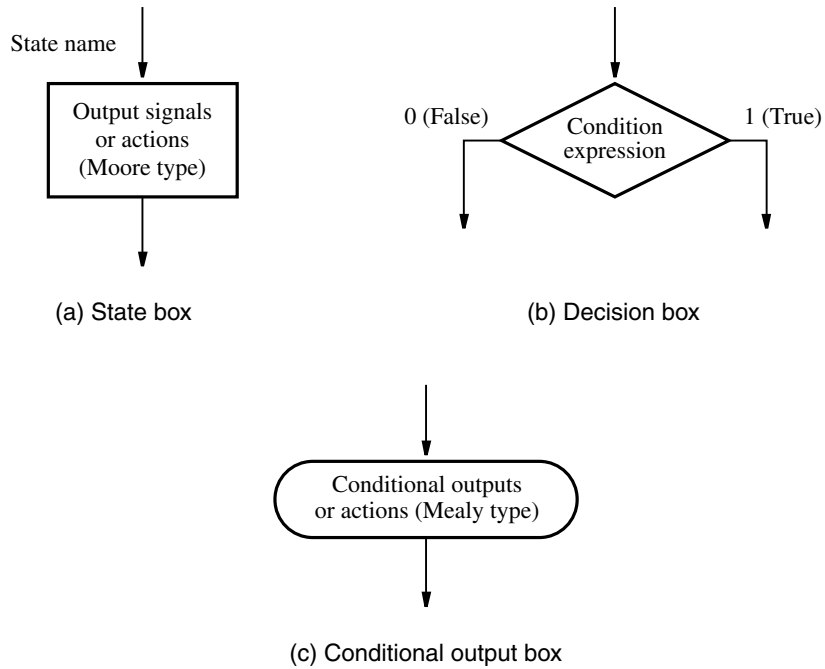 State name
Output signals
or actions
(Moore type)
(a) State box
0 (False)
Condition
expression
1 (True)
(b) Decision box
Conditional outputs
or actions (Mealy type)
(c) Conditional output box